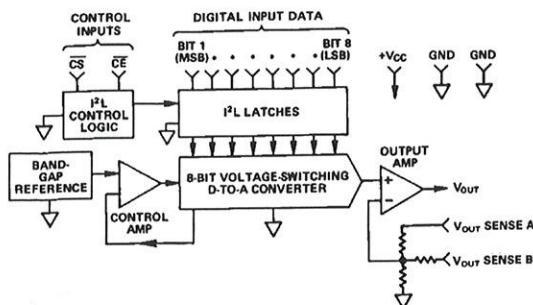 CONTROL
INPUTS
CS CE
DIGITAL INPUT DATA
BIT 1
(MSB)
BIT 8
(LSB)
+VCC
GND
GND
I²L
CONTROL
LOGIC
I²L LATCHES
BAND-
GAP
REFERENCE
CONTROL
AMP
8-BIT VOLTAGE-SWITCHING
D-TO-A CONVERTER
OUTPUT
AMP
+
−
VOUT
VOUT SENSE A
VOUT SENSE B